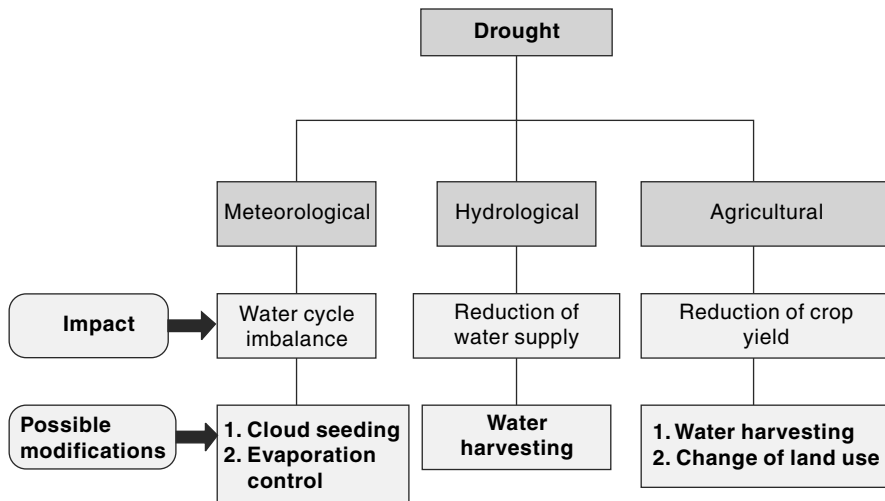 Drought
Meteorological
Hydrological
Agricultural
Impact
Water cycle
imbalance
Reduction of
water supply
Reduction of crop
yield
Possible
modifications
1. Cloud seeding
2. Evaporation
control
Water
harvesting
1. Water harvesting
2. Change of land use